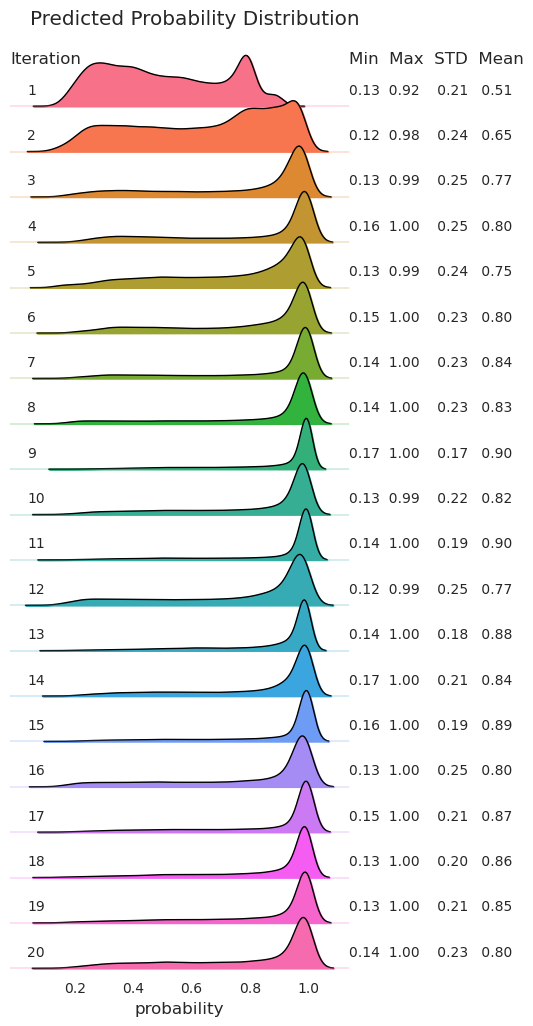 Predicted Probability Distribution
Iteration Min Max STD Mean
1 0.13 0.92 0.21 0.51
2 0.12 0.98 0.24 0.65
3 0.13 0.99 0.25 0.77
4 0.16 1.00 0.25 0.80
5 0.13 0.99 0.24 0.75
6 0.15 1.00 0.23 0.80
7 0.14 1.00 0.23 0.84
8 0.14 1.00 0.23 0.83
9 0.17 1.00 0.17 0.90
10 0.13 0.99 0.22 0.82
11 0.14 1.00 0.19 0.90
12 0.12 0.99 0.25 0.77
13 0.14 1.00 0.18 0.88
14 0.17 1.00 0.21 0.84
15 0.16 1.00 0.19 0.89
16 0.13 1.00 0.25 0.80
17 0.15 1.00 0.21 0.87
18 0.13 1.00 0.20 0.86
19 0.13 1.00 0.21 0.85
20 0.14 1.00 0.23 0.80
0.2 0.4 0.6 0.8 1.0
probability